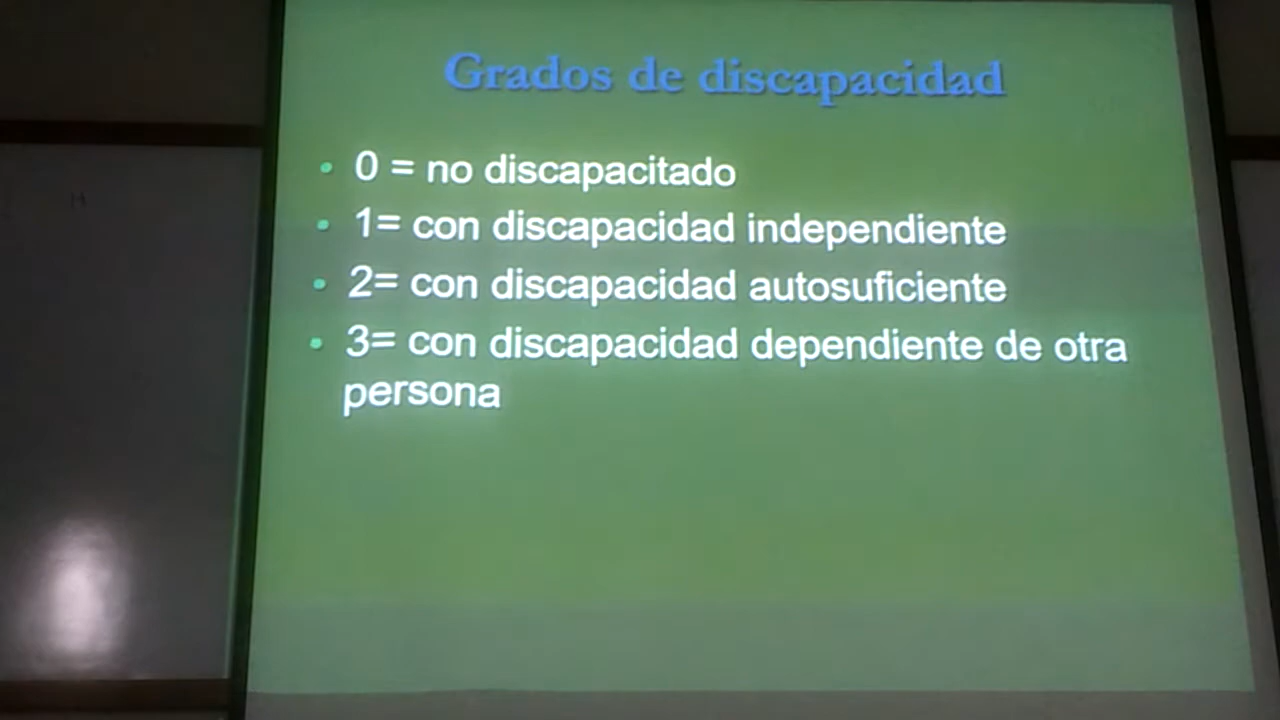 Grados de discapacidad
• 0 = no discapacitado
• 1= con discapacidad independiente
• 2= con discapacidad autosuficiente
• 3= con discapacidad dependiente de otra
persona